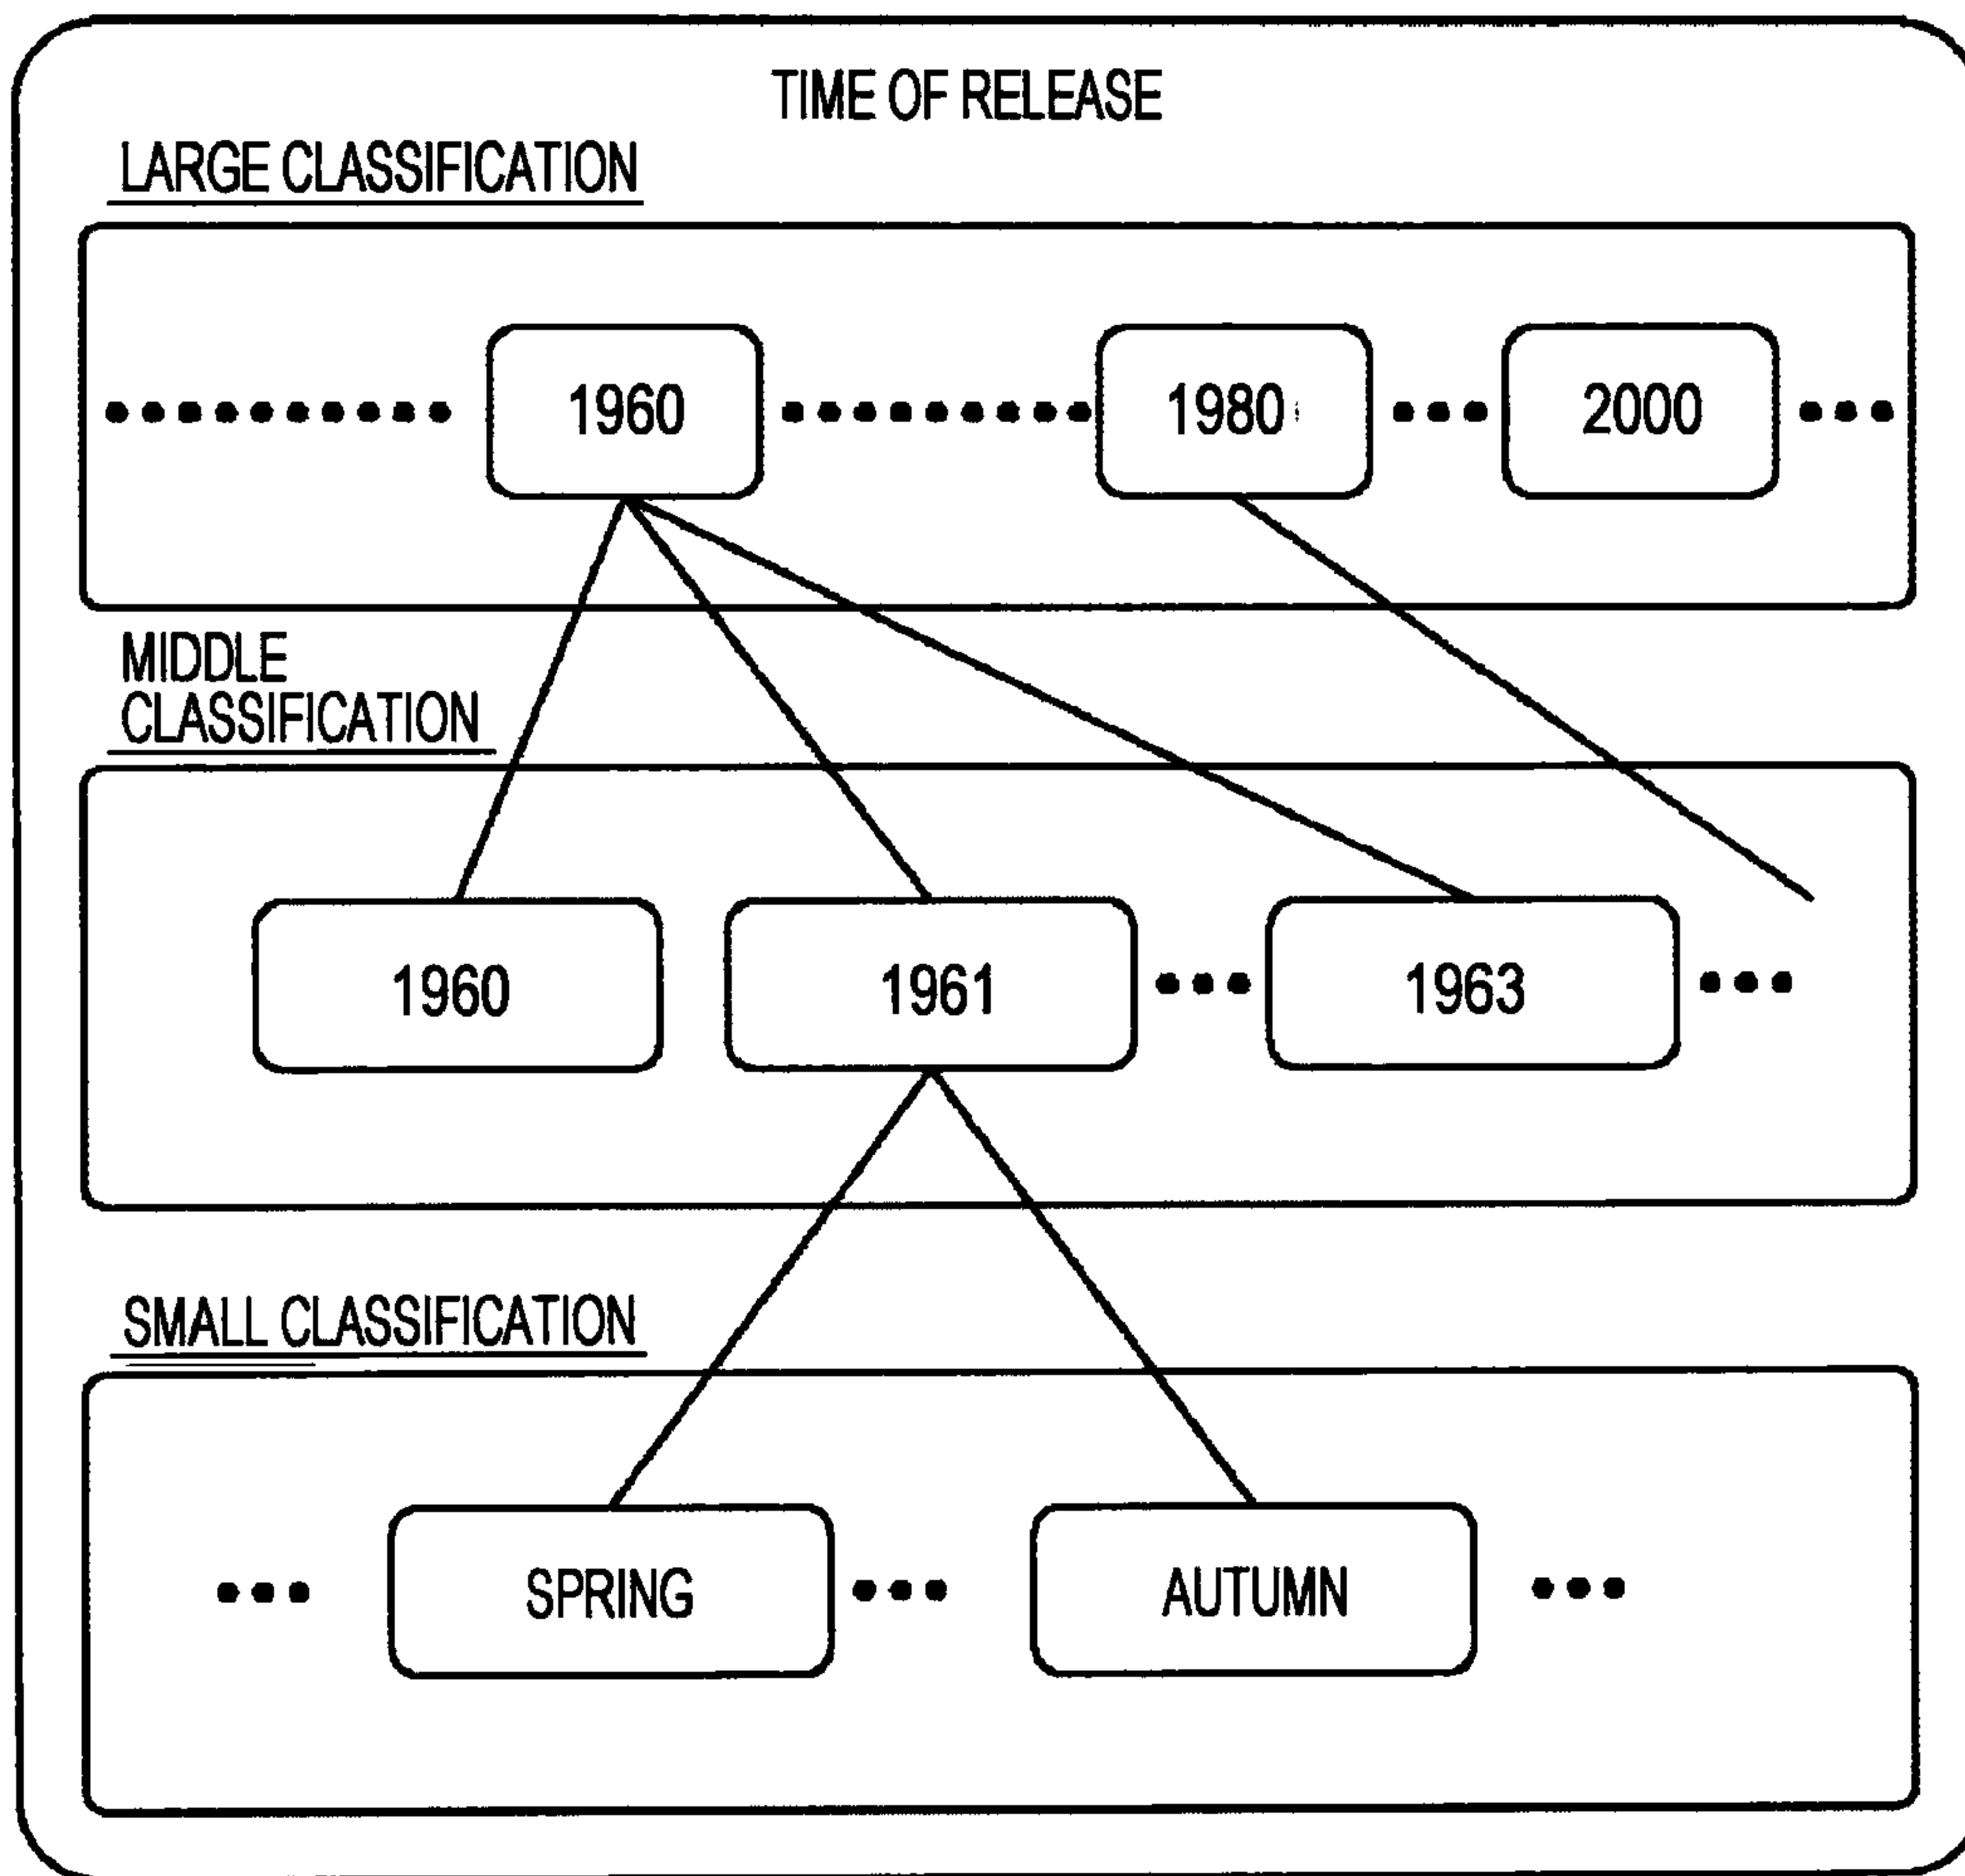 TIME OF RELEASE
LARGE CLASSIFICATION
1960 1980 2000
MIDDLE
CLASSIFICATION
1960 1961 1963
SMALL CLASSIFICATION
SPRING AUTUMN